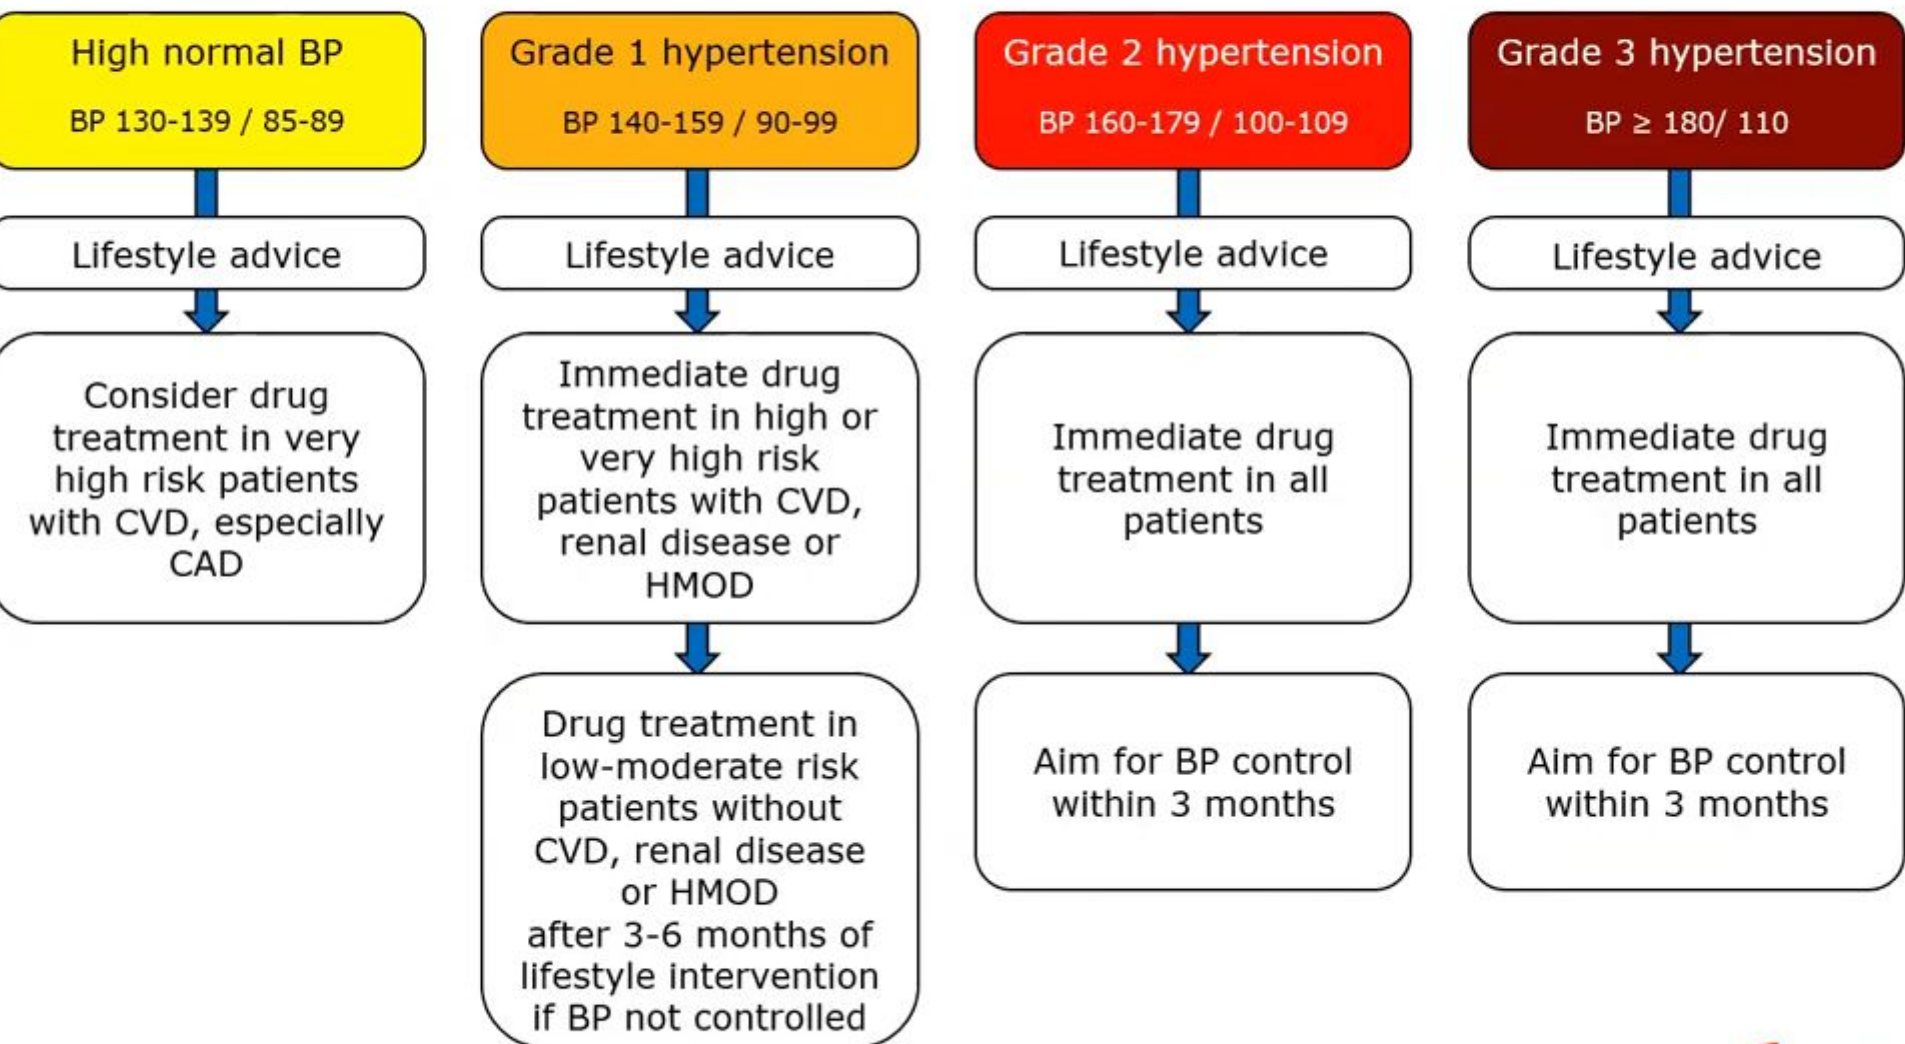 High normal BP
BP 130-139 / 85-89
Lifestyle advice
Consider drug
treatment in very
high risk patients
with CVD, especially
CAD
Grade 1 hypertension
BP 140-159 / 90-99
Lifestyle advice
Immediate drug
treatment in high or
very high risk
patients with CVD,
renal disease or
HMOD
Drug treatment in
low-moderate risk
patients without
CVD, renal disease
or HMOD
after 3-6 months of
lifestyle intervention
if BP not controlled
Grade 2 hypertension
BP 160-179 / 100-109
Lifestyle advice
Immediate drug
treatment in all
patients
Aim for BP control
within 3 months
Grade 3 hypertension
BP ≥ 180/ 110
Lifestyle advice
Immediate drug
treatment in all
patients
Aim for BP control
within 3 months